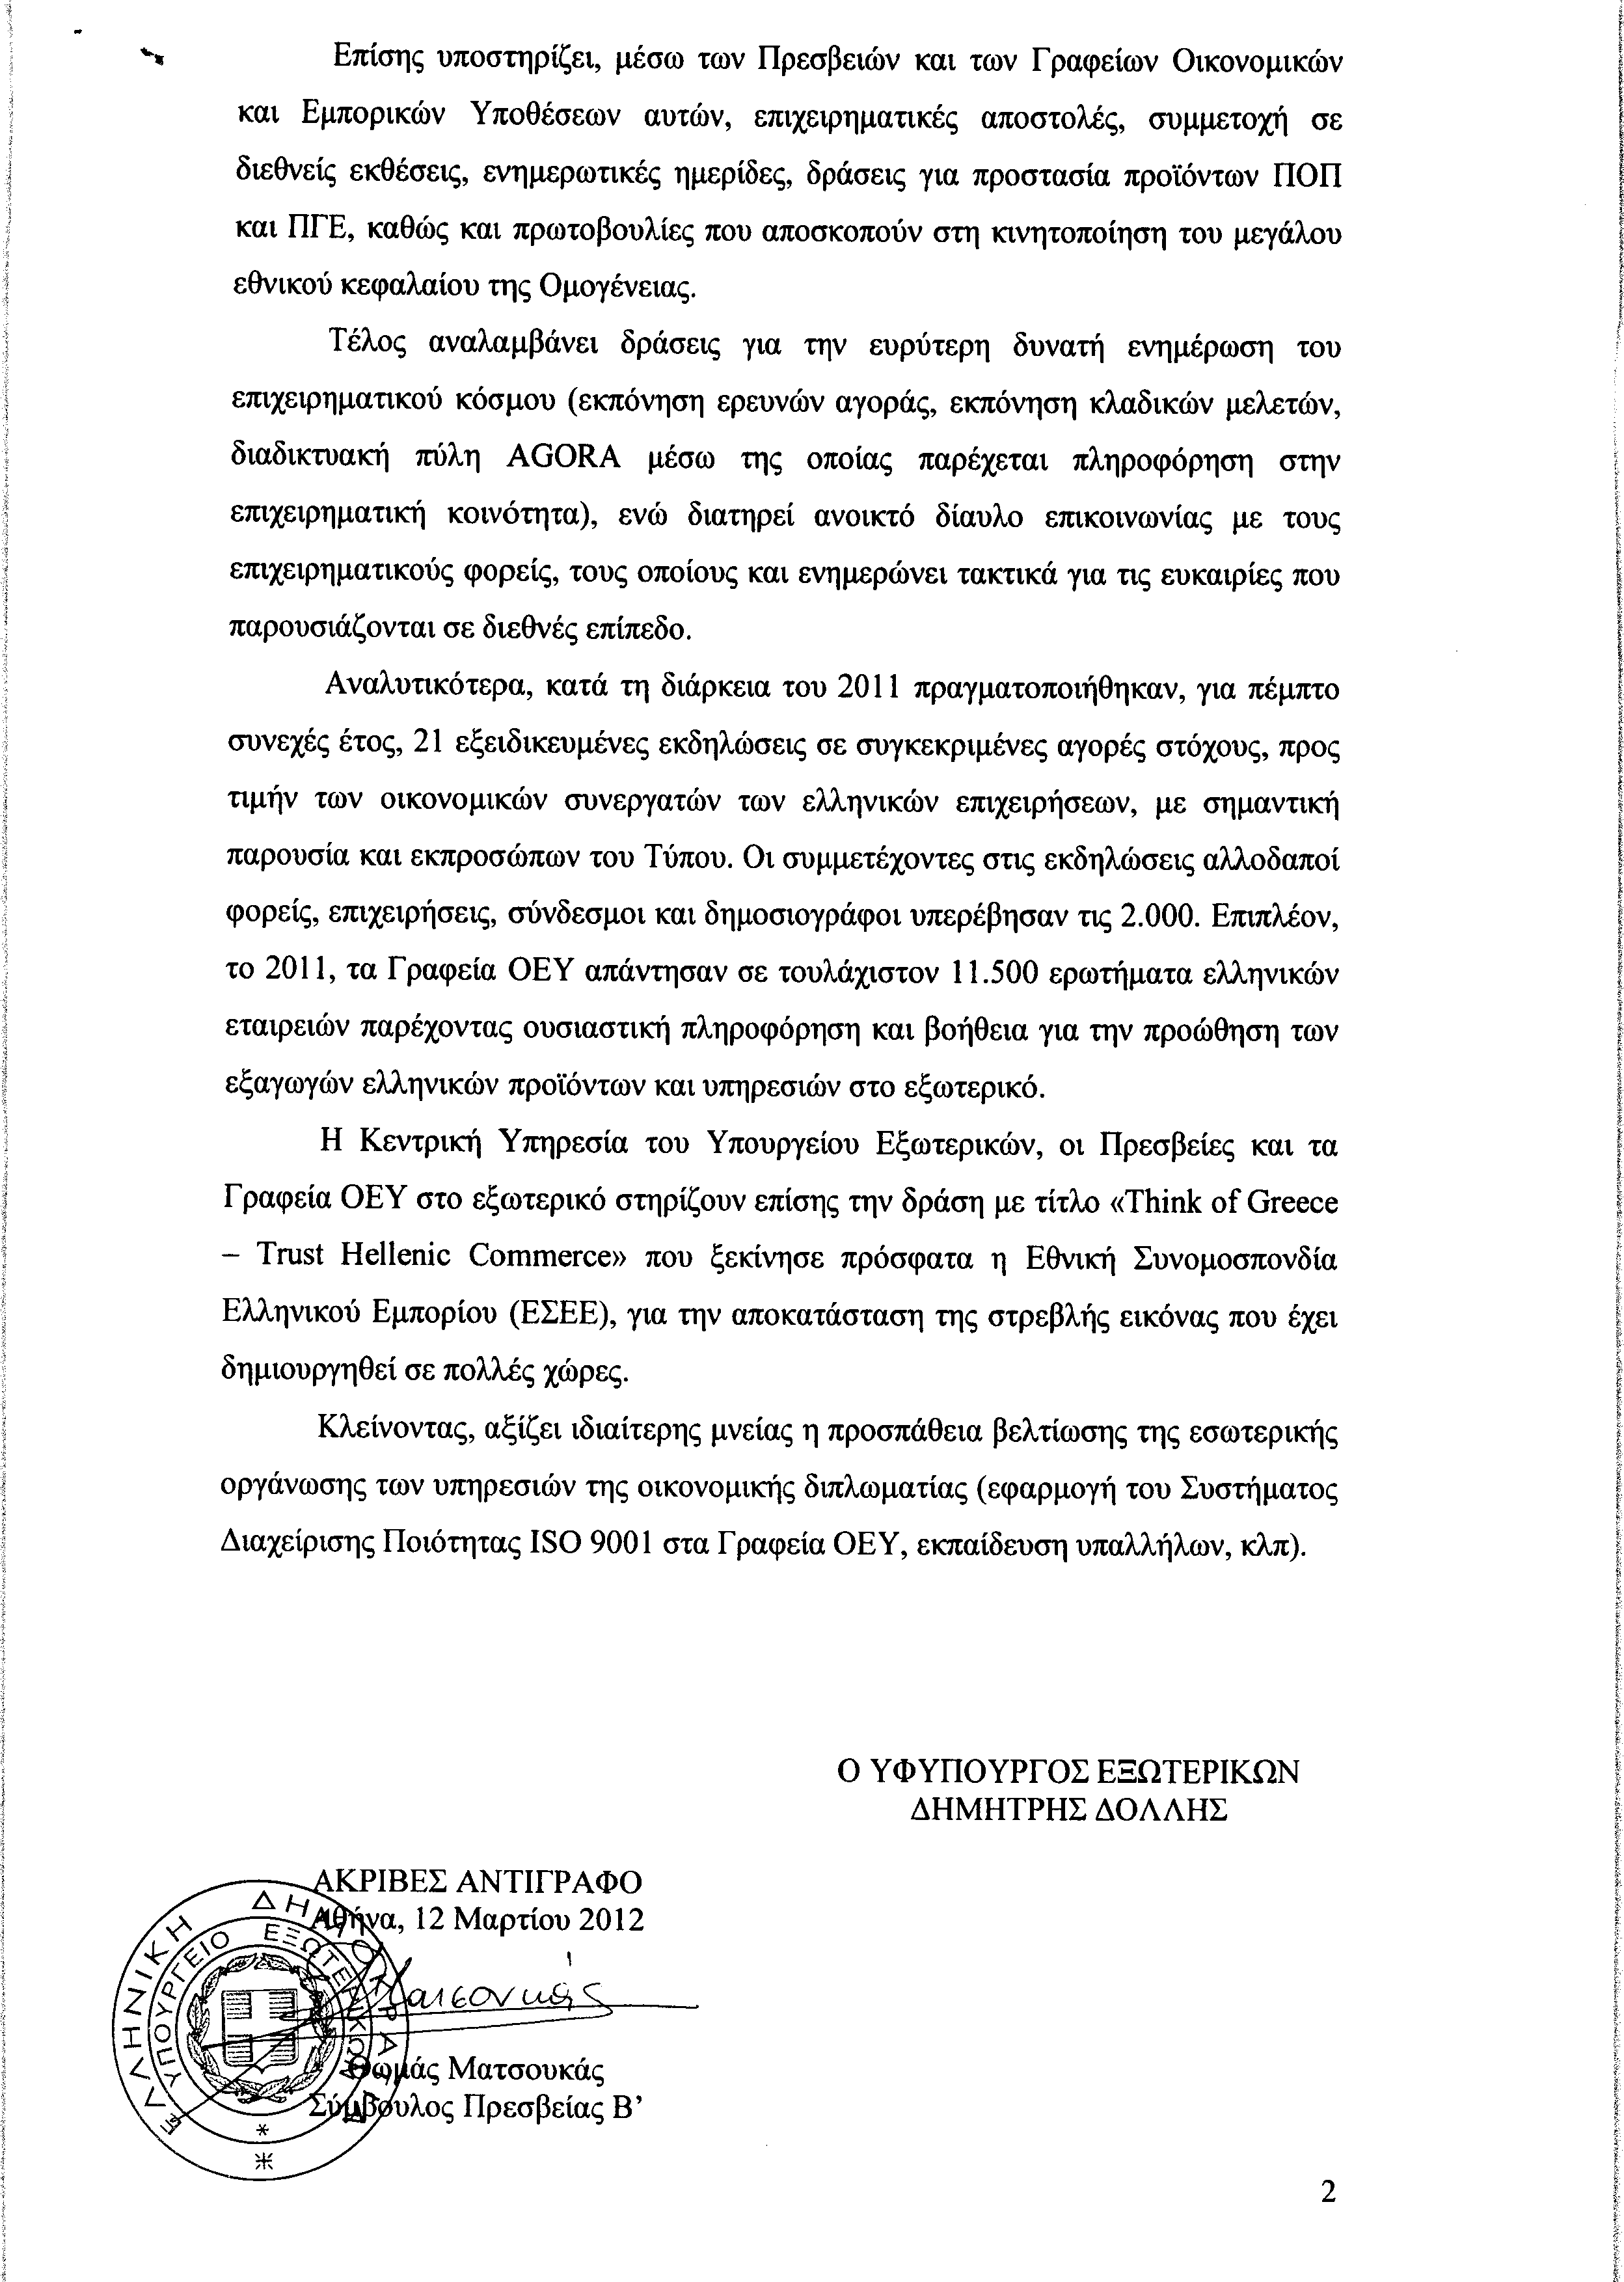 Επίσης υποστηρίζει, μέσω των Πρεσβειών και των Γραφείων Οικονομικών
και Εμπορικών Υποθέσεων αυτών, επιχειρηματικές αποστολές, συμμετοχή σε
διεθνείς εκθέσεις, ενημερωτικές ημερίδες, δράσεις για προστασία προϊόντων ΠΟΠ
και ΠΓΕ, καθώς και πρωτοβουλίες που αποσκοπούν στη κινητοποίηση του μεγάλου
εθνικού κεφαλαίου της Ομογένειας.
Τέλος αναλαμβάνει δράσεις για την ευρύτερη δυνατή ενημέρωση του
επιχειρηματικού κόσμου (εκπόνηση ερευνών αγοράς, εκπόνηση κλαδικών μελετών,
διαδικτυακή πύλη AGORA μέσω της οποίας παρέχεται πληροφόρηση στην
επιχειρηματική κοινότητα), ενώ διατηρεί ανοικτό δίαυλο επικοινωνίας με τους
επιχειρηματικούς φορείς, τους οποίους και ενημερώνει τακτικά για τις ευκαιρίες που
παρουσιάζονται σε διεθνές επίπεδο.
Αναλυτικότερα, κατά τη διάρκεια του 2011 πραγματοποιήθηκαν, για πέμπτο
συνεχές έτος, 21 εξειδικευμένες εκδηλώσεις σε συγκεκριμένες αγορές στόχους, προς
τιμήν των οικονομικών συνεργατών των ελληνικών επιχειρήσεων, με σημαντική
παρουσία και εκπροσώπων του Τύπου. Οι συμμετέχοντες στις εκδηλώσεις αλλοδαποί
φορείς, επιχειρήσεις, σύνδεσμοι και δημοσιογράφοι υπερέβησαν τις 2.000. Επιπλέον,
το 2011, τα Γραφεία ΟΕΥ απάντησαν σε τουλάχιστον 11.500 ερωτήματα ελληνικών
εταιρειών παρέχοντας ουσιαστική πληροφόρηση και βοήθεια για την προώθηση των
εξαγωγών ελληνικών προϊόντων και υπηρεσιών στο εξωτερικό.
Η Κεντρική Υπηρεσία του Υπουργείου Εξωτερικών, οι Πρεσβείες και τα
Γραφεία ΟΕΥ στο εξωτερικό στηρίζουν επίσης την δράση με τίτλο «Think of Greece
– Trust Hellenic Commerce» που ξεκίνησε πρόσφατα η Εθνική Συνομοσπονδία
Ελληνικού Εμπορίου (ΕΣΕΕ), για την αποκατάσταση της στρεβλής εικόνας που έχει
δημιουργηθεί σε πολλές χώρες.
Κλείνοντας, αξίζει ιδιαίτερης μνείας η προσπάθεια βελτίωσης της εσωτερικής
οργάνωσης των υπηρεσιών της οικονομικής διπλωματίας (εφαρμογή του Συστήματος
Διαχείρισης Ποιότητας ISO 9001 στα Γραφεία ΟΕΥ, εκπαίδευση υπαλλήλων, κλπ).
Ο ΥΦΥΠΟΥΡΓΟΣ ΕΞΩΤΕΡΙΚΩΝ
ΔΗΜΗΤΡΗΣ ΔΟΛΛΗΣ
ΑΚΡΙΒΕΣ ΑΝΤΙΓΡΑΦΟ
Αθήνα, 12 Μαρτίου 2012
ΕΛΛΗΝΙΚΗ
ΥΠΟΥΡΓΕΙΟ ΕΞΩΤΕΡΙΚΩΝ
Θωμάς Ματσουκάς
Σύμβουλος Πρεσβείας Β’
2